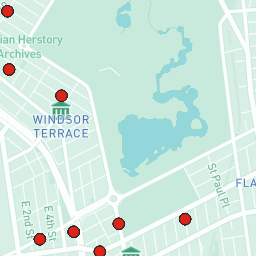 ian Herstory
Archives
WINDSOR
TERRACE
St Paul Pl
FLA
E 2nd St
E 4th St